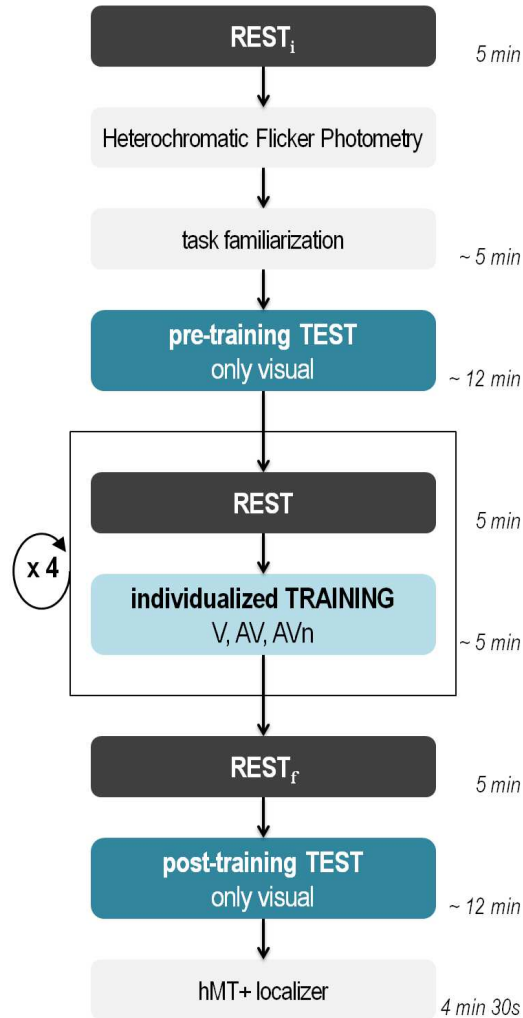 REST_i
5 min
Heterochromatic Flicker Photometry
task familiarization
~ 5 min
pre-training TEST
only visual
~ 12 min
REST
5 min
x 4
individualized TRAINING
V, AV, AVn
~ 5 min
REST_f
5 min
post-training TEST
only visual
~ 12 min
hMT+ localizer
4 min 30s